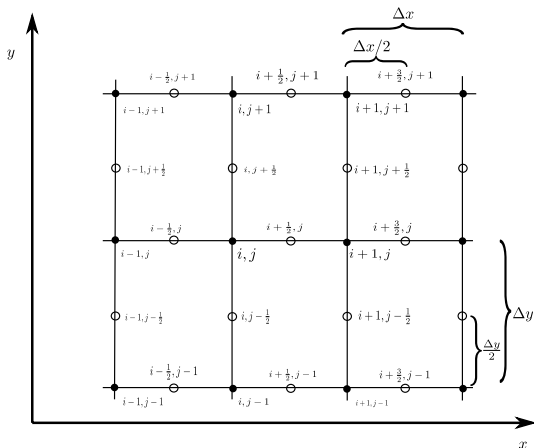 Δx
y
Δx/2
i−½, j+1 i+½, j+1 i+3/2, j+1
i−1, j+1 i, j+1 i+1, j+1
i−1, j+½ i, j+½ i+1, j+½
i−½, j i+½, j i+3/2, j
i−1, j i, j i+1, j
i−1, j−½ i, j−½ i+1, j−½ Δy
Δy/2
i−½, j−1 i+½, j−1 i+3/2, j−1
i−1, j−1 i, j−1 i+1, j−1
x